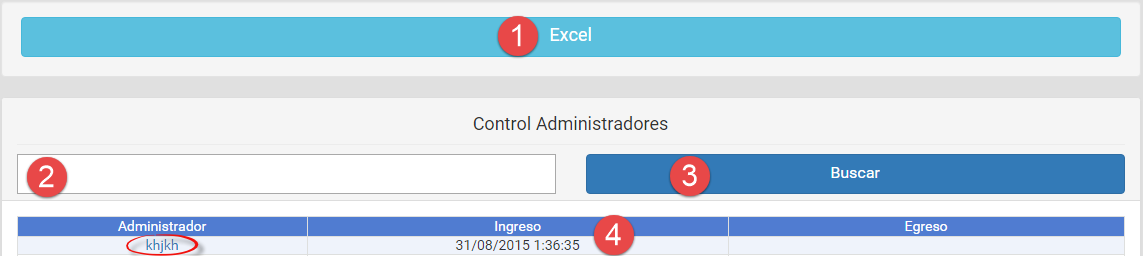 1 Excel
Control Administradores
2 3 Buscar
Administrador Ingreso Egreso
khjkh 31/08/2015 1:36:35 4